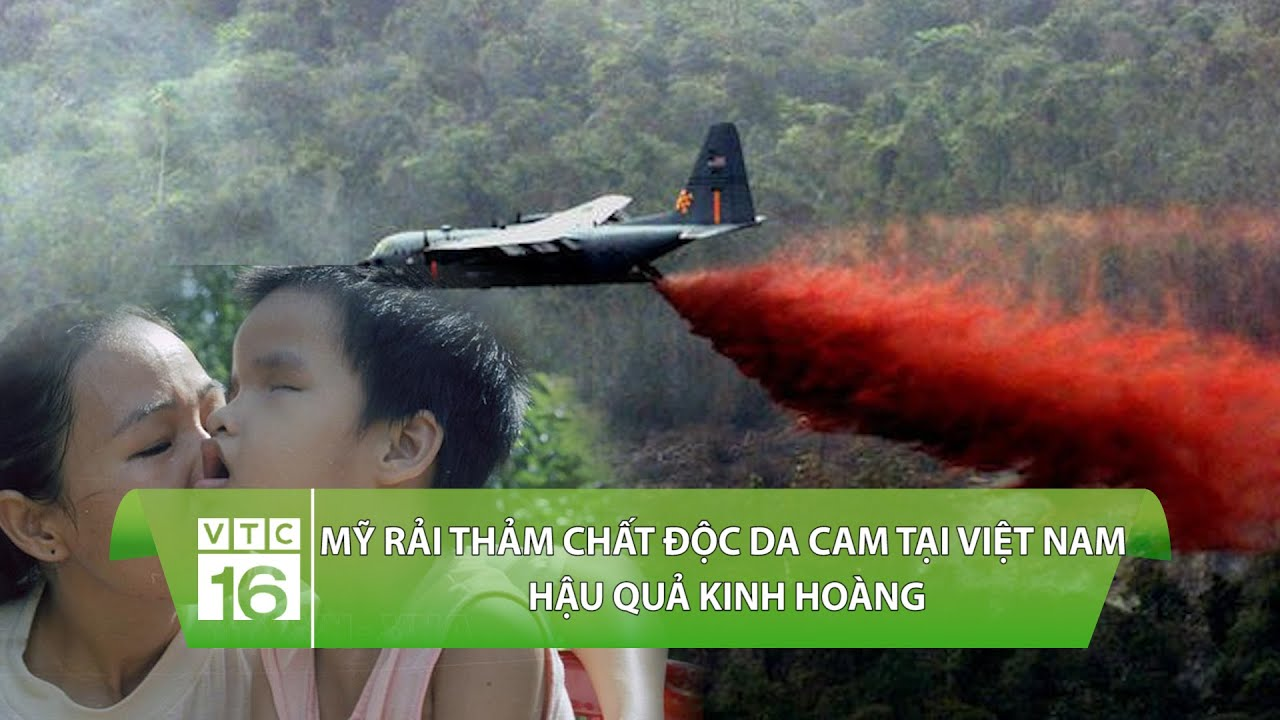 VTC
16
MỸ RẢI THẢM CHẤT ĐỘC DA CAM TẠI VIỆT NAM
HẬU QUẢ KINH HOÀNG